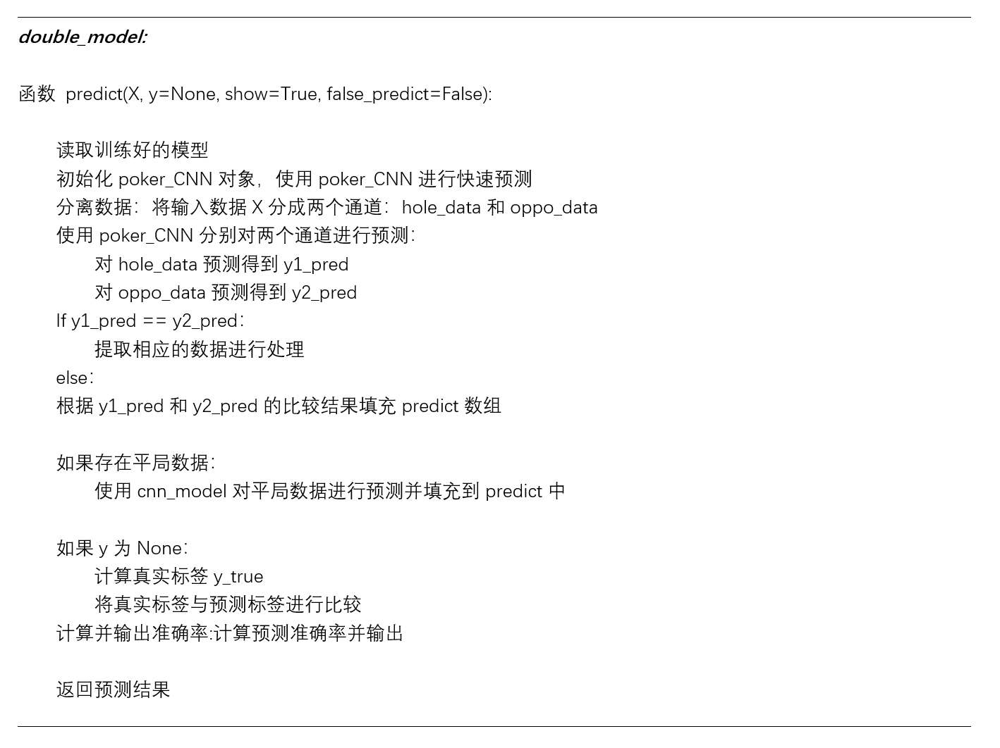 double_model:
函数 predict(X, y=None, show=True, false_predict=False):
读取训练好的模型
初始化 poker_CNN 对象，使用 poker_CNN 进行快速预测
分离数据：将输入数据 X 分成两个通道：hole_data 和 oppo_data
使用 poker_CNN 分别对两个通道进行预测：
对 hole_data 预测得到 y1_pred
对 oppo_data 预测得到 y2_pred
If y1_pred == y2_pred：
提取相应的数据进行处理
else：
根据 y1_pred 和 y2_pred 的比较结果填充 predict 数组
如果存在平局数据：
使用 cnn_model 对平局数据进行预测并填充到 predict 中
如果 y 为 None：
计算真实标签 y_true
将真实标签与预测标签进行比较
计算并输出准确率:计算预测准确率并输出
返回预测结果